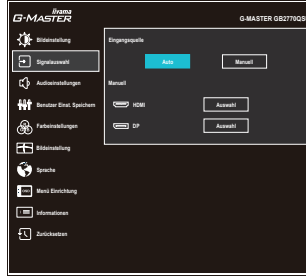 iiyama
G-MASTER
G-MASTER GB2770QS
Bildeinstellung
Eingangsquelle
Signalauswahl
Auto
Manuell
Audioeinstellungen
Manuell
Benutzer Einst. Speichern
HDMI
Auswahl
Farbeinstellungen
DP
Auswahl
Bildeinstellung
Sprache
Menü Einrichtung
Informationen
Zurücksetzen